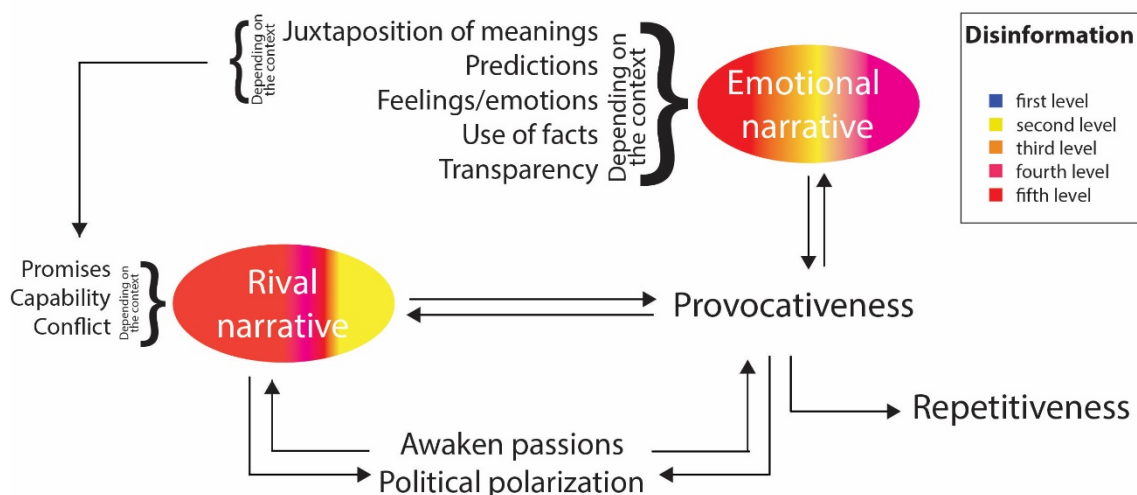 Juxtaposition of meanings
Predictions
Feelings/emotions
Use of facts
Transparency
Depending on
the context
Depending on
the context
Emotional
narrative
Disinformation
first level
second level
third level
fourth level
fifth level
Promises
Capability
Conflict
Depending on
the context
Rival
narrative
Provocativeness
Repetitiveness
Awaken passions
Political polarization